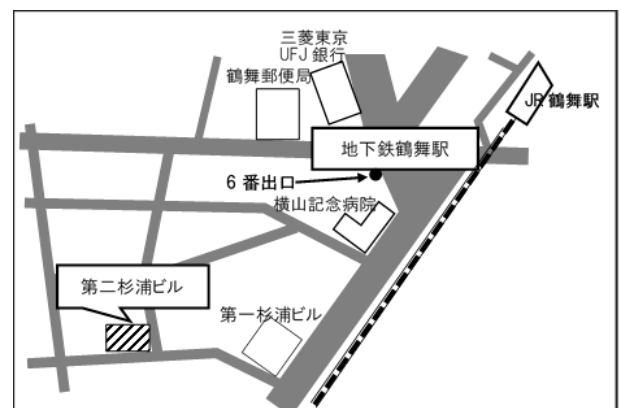 三菱東京
UFJ 銀行
鶴舞郵便局
JR 鶴舞駅
地下鉄鶴舞駅
6 番出口
横山記念病院
第二杉浦ビル
第一杉浦ビル